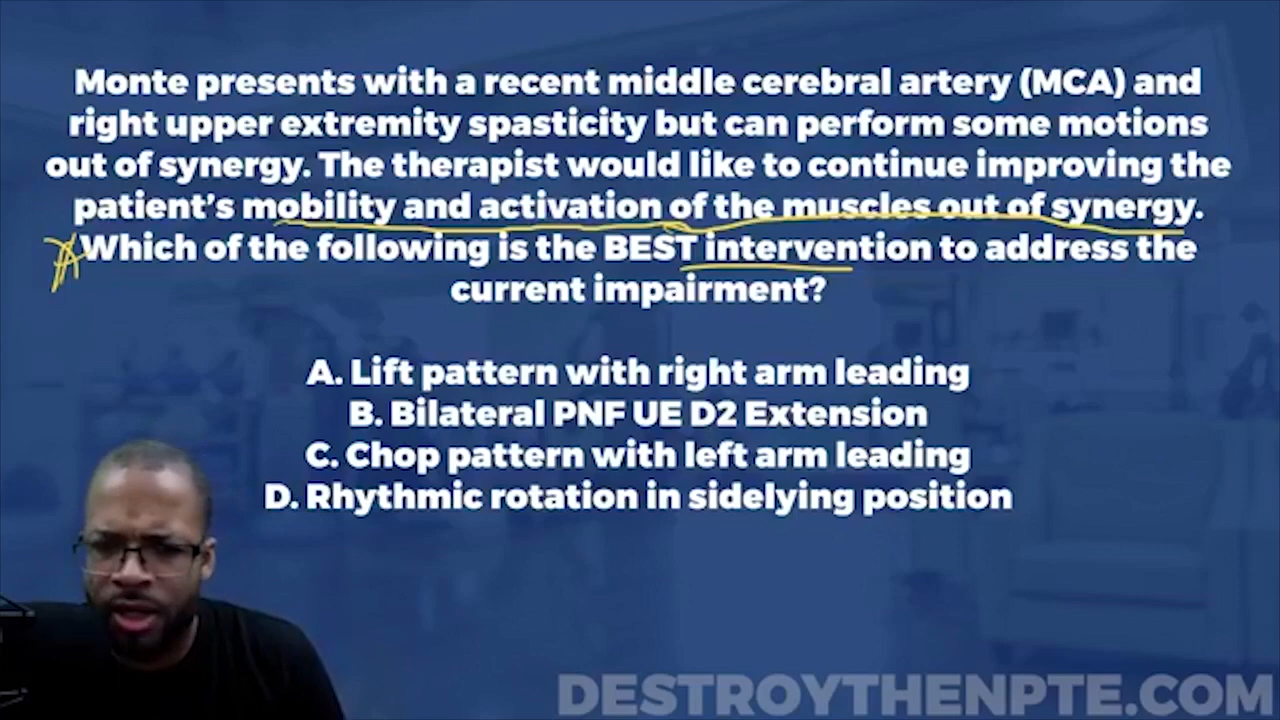 Monte presents with a recent middle cerebral artery (MCA) and
right upper extremity spasticity but can perform some motions
out of synergy. The therapist would like to continue improving the
patient's mobility and activation of the muscles out of synergy.
Which of the following is the BEST intervention to address the
current impairment?
A. Lift pattern with right arm leading
B. Bilateral PNF UE D2 Extension
C. Chop pattern with left arm leading
D. Rhythmic rotation in sidelying position
DESTROYTHENPTE.COM